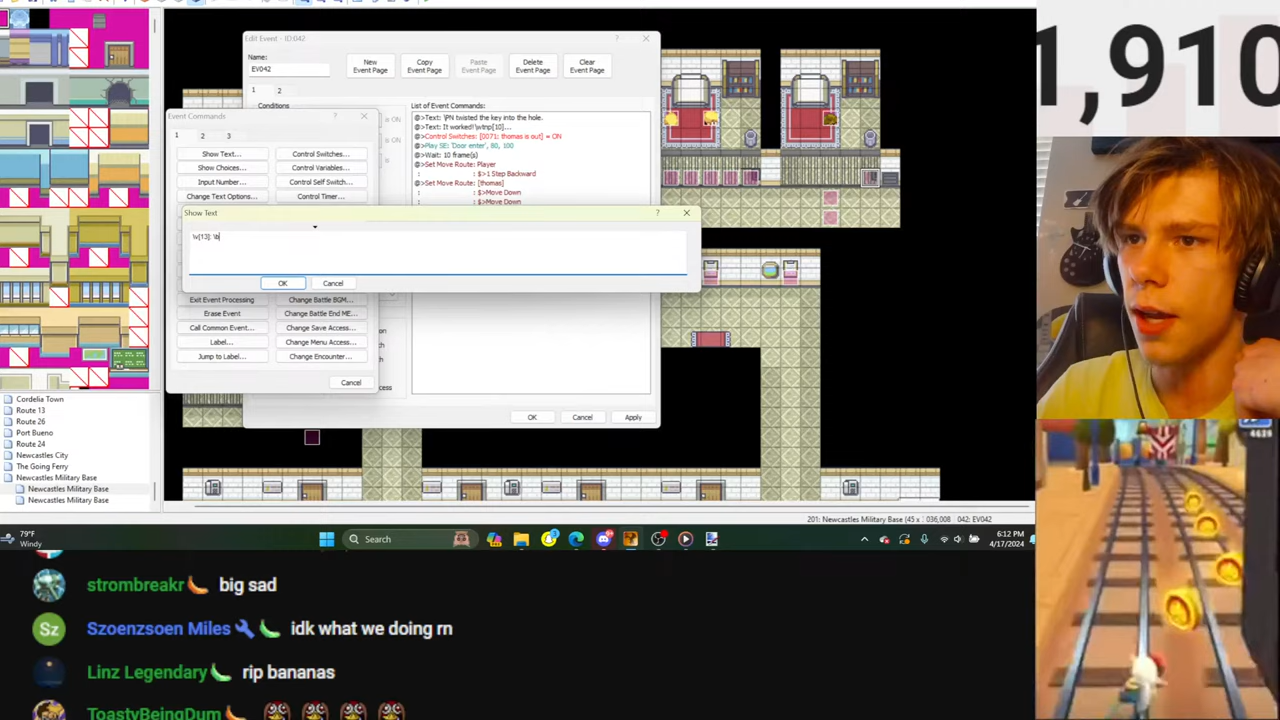 Edit Event - ID:042
Name:
EV042
New Event Page
Copy Event Page
Paste Event Page
Delete Event Page
Clear Event Page
1 2
Conditions
is ON
List of Event Commands:
@>Text: \PN twisted the key into the hole.
@>Text: It worked!\wtnp[10]...
@>Control Switches: [0071: thomas is out] = ON
@>Play SE: 'Door enter', 80, 100
@>Wait: 10 frame(s)
@>Set Move Route: Player
: : $>1 Step Backward
@>Set Move Route: [thomas]
: : $>Move Down
: : $>Move Down
Event Commands
1 2 3
Show Text...
Control Switches...
Show Choices...
Control Variables...
Input Number...
Control Self Switch...
Change Text Options...
Control Timer...
Show Text
OK
Cancel
Exit Event Processing
Change Battle BGM...
Erase Event
Change Battle End ME...
Call Common Event...
Change Save Access...
Label...
Change Menu Access...
Jump to Label...
Change Encounter...
Cancel
OK
Cancel
Apply
Cordelia Town
Route 13
Route 26
Port Bueno
Route 24
Newcastles City
The Going Ferry
Newcastles Military Base
Newcastles Military Base
Newcastles Military Base
201: Newcastles Military Base (45 x
036,008
042: EV042
79°F
Windy
Search
6:12 PM
4/17/2024
1,910
4629
strombreakr big sad
Sz
Szoenzsoen Miles idk what we doing rn
Linz Legendary rip bananas
ToastyBeingDum